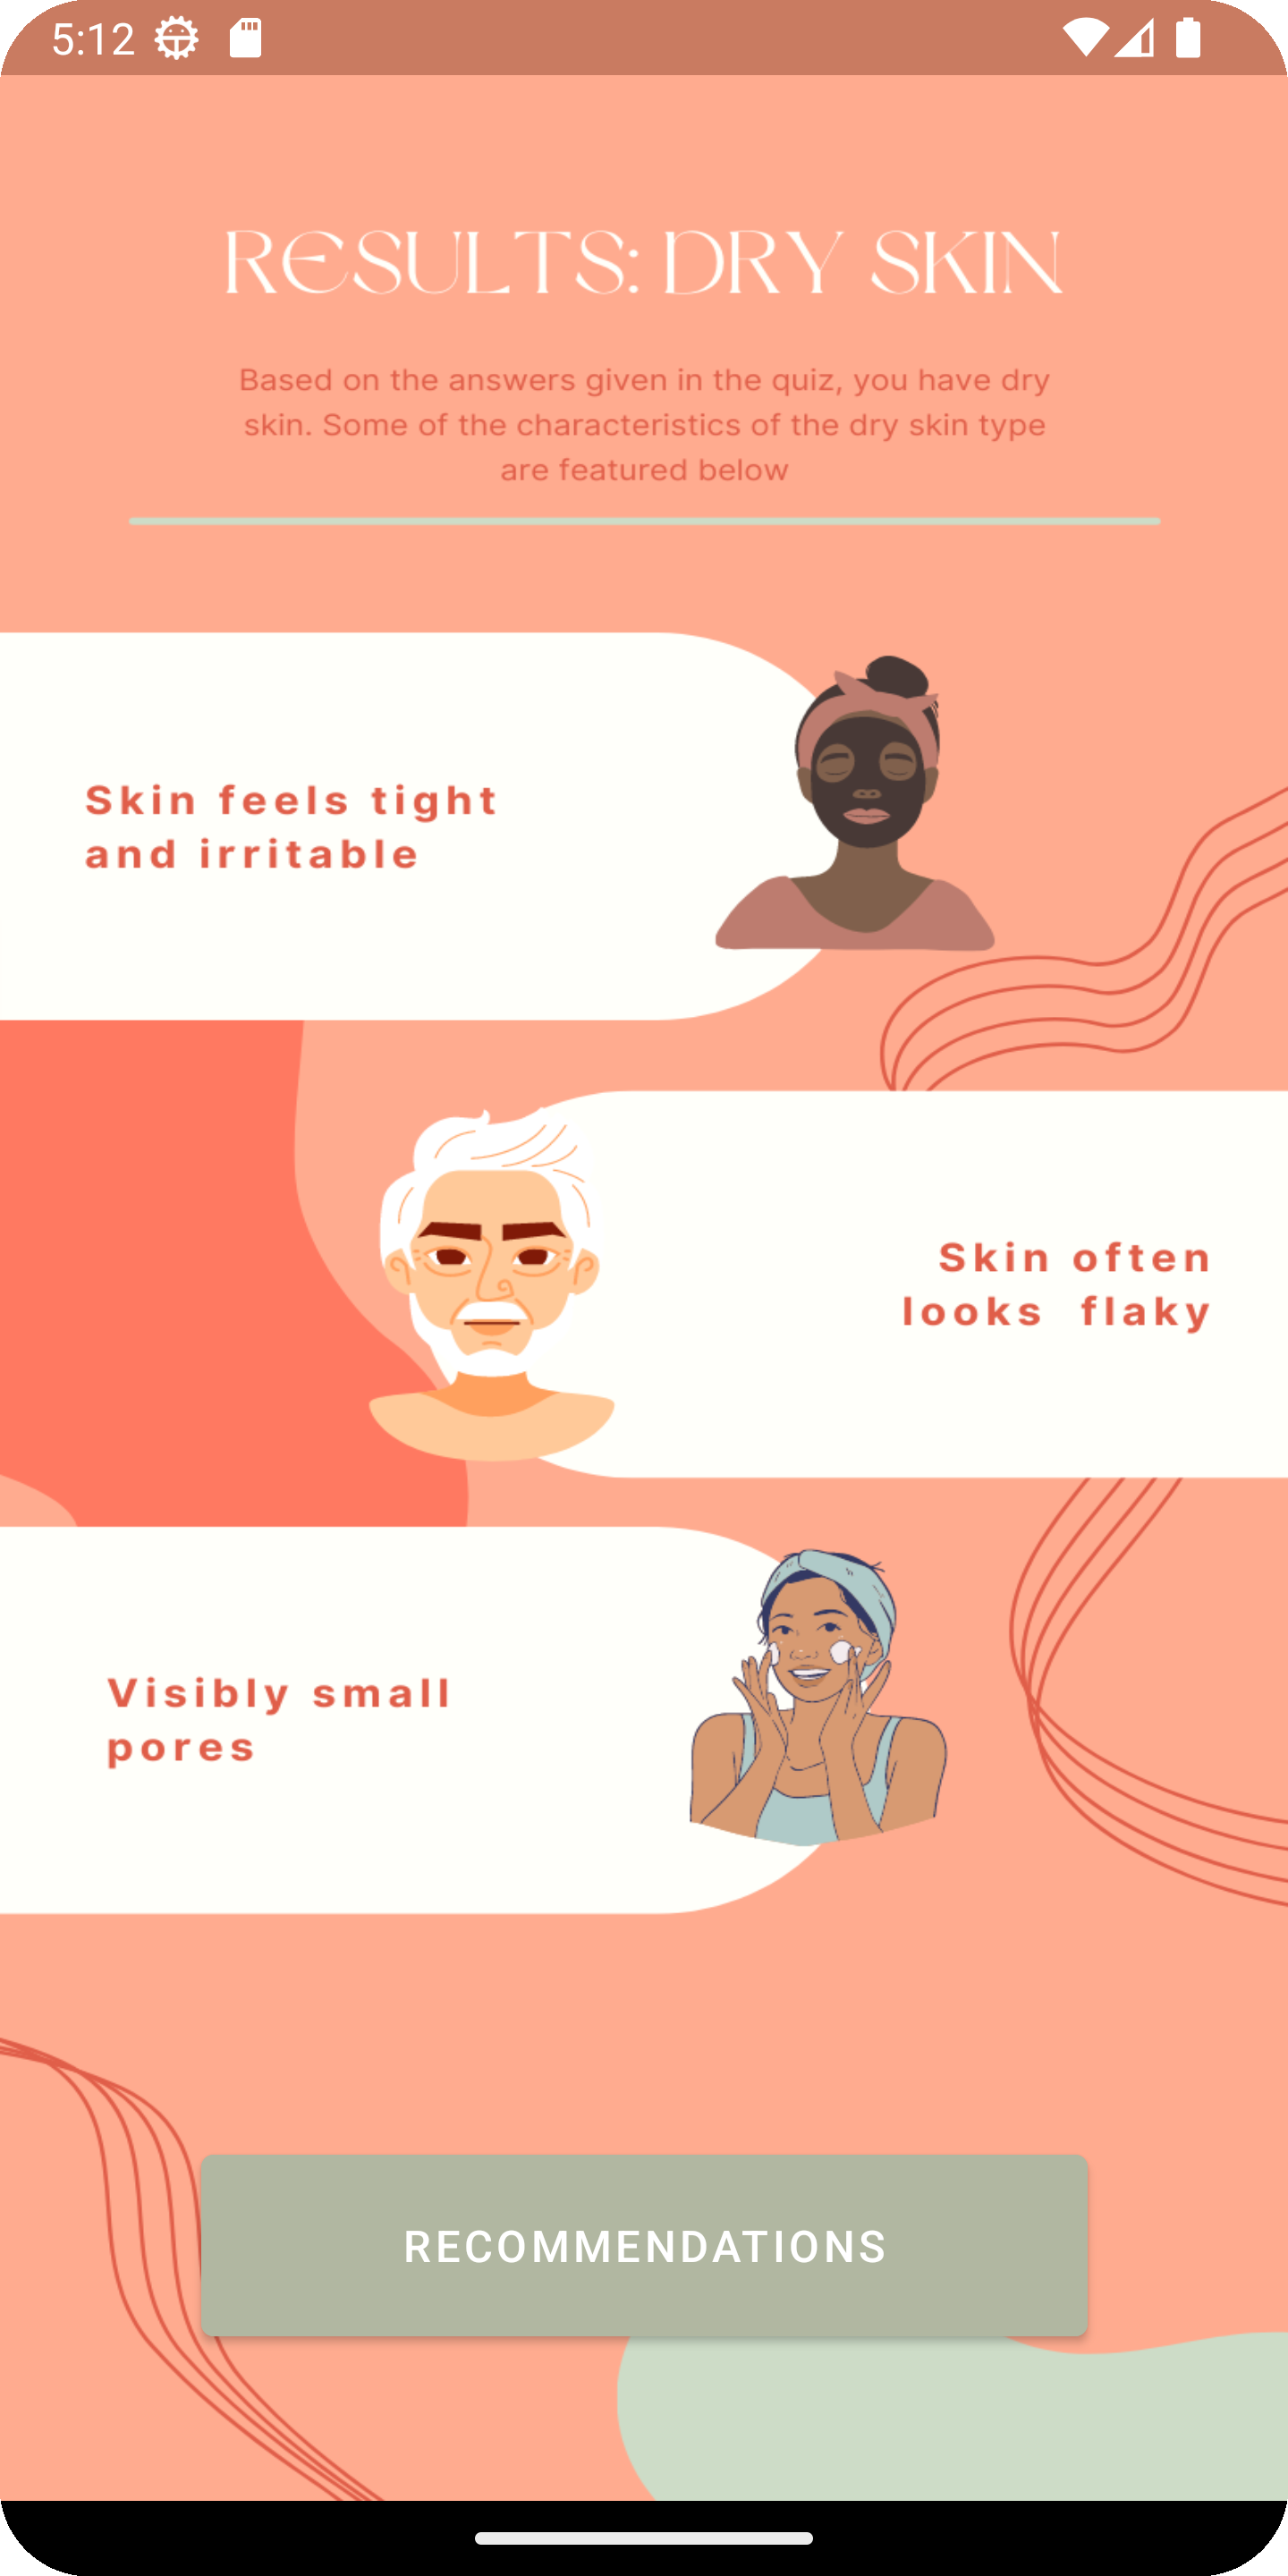 5:12
RESULTS: DRY SKIN
Based on the answers given in the quiz, you have dry
skin. Some of the characteristics of the dry skin type
are featured below
Skin feels tight
and irritable
Skin often
looks flaky
Visibly small
pores
RECOMMENDATIONS